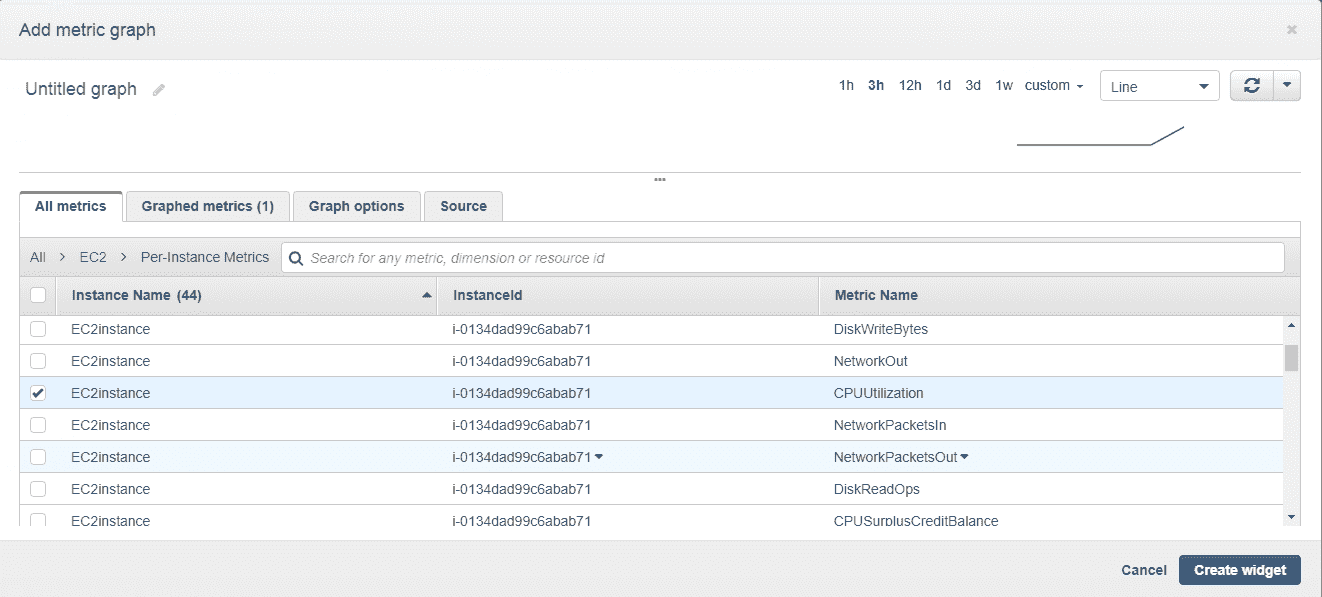 Add metric graph
Untitled graph 1h 3h 12h 1d 3d 1w custom Line
All metrics Graphed metrics (1) Graph options Source
All > EC2 > Per-Instance Metrics Search for any metric, dimension or resource id
Instance Name (44) InstanceId Metric Name
EC2instance i-0134dad99c6abab71 DiskWriteBytes
EC2instance i-0134dad99c6abab71 NetworkOut
EC2instance i-0134dad99c6abab71 CPUUtilization
EC2instance i-0134dad99c6abab71 NetworkPacketsIn
EC2instance i-0134dad99c6abab71 NetworkPacketsOut
EC2instance i-0134dad99c6abab71 DiskReadOps
EC2instance i-0134dad99c6abab71 CPUSurplusCreditBalance
Cancel Create widget